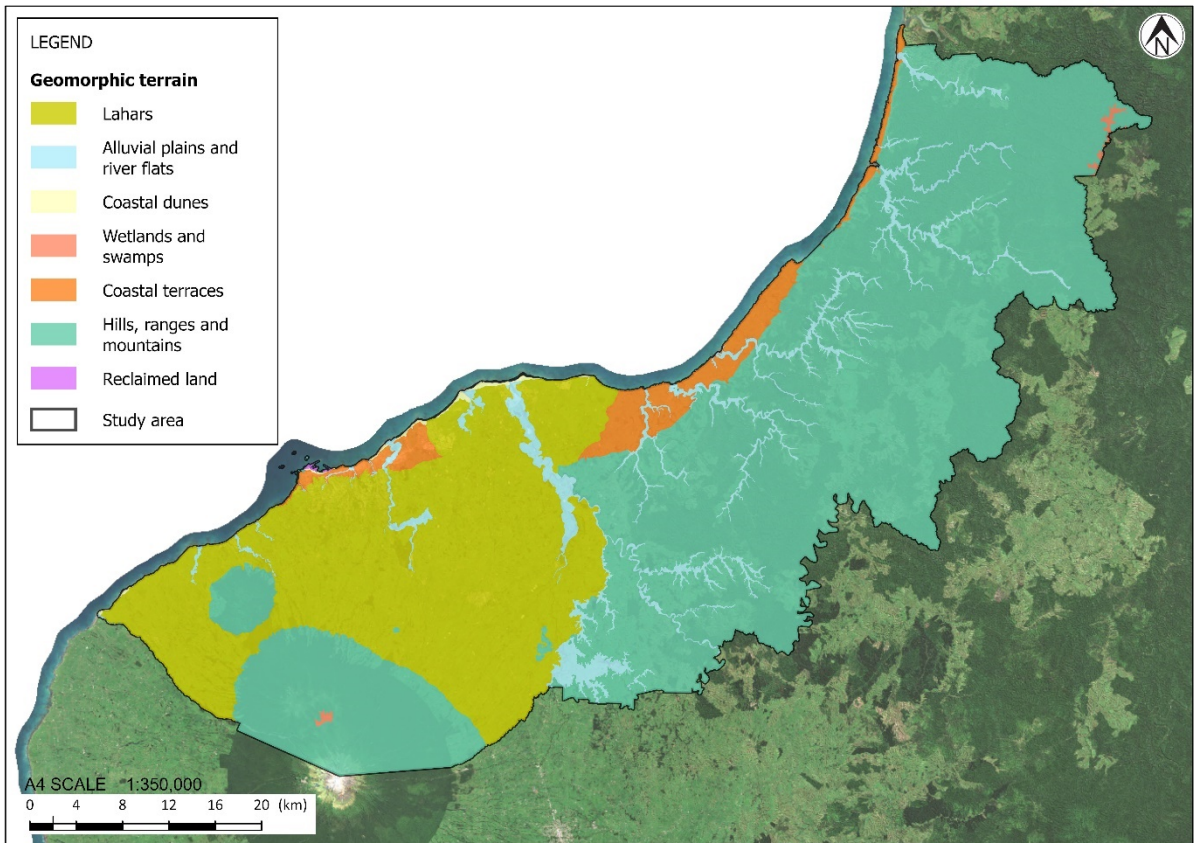 LEGEND
Geomorphic terrain
Lahars
Alluvial plains and
river flats
Coastal dunes
Wetlands and
swamps
Coastal terraces
Hills, ranges and
mountains
Reclaimed land
Study area
N
A4 SCALE 1:350,000
0 4 8 12 16 20 (km)